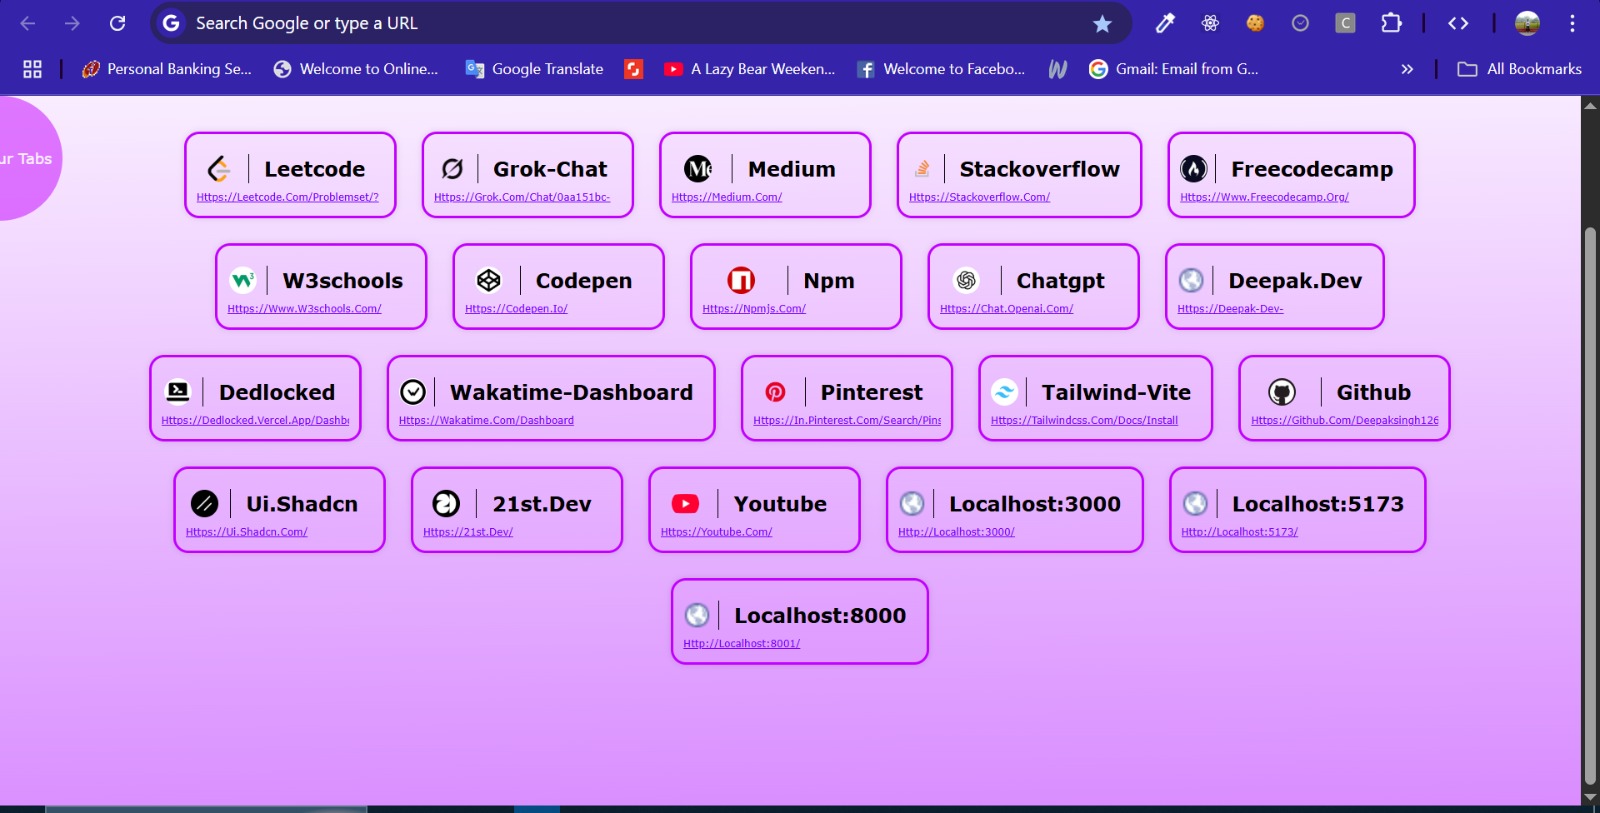 Search Google or type a URL
Personal Banking Se...
Welcome to Online...
Google Translate
A Lazy Bear Weeken...
Welcome to Facebo...
Gmail: Email from G...
All Bookmarks
ur Tabs
Leetcode
Https://Leetcode.Com/Problemset/?
Grok-Chat
Https://Grok.Com/Chat/0aa151bc-
Medium
Https://Medium.Com/
Stackoverflow
Https://Stackoverflow.Com/
Freecodecamp
Https://Www.Freecodecamp.Org/
W3schools
Https://Www.W3schools.Com/
Codepen
Https://Codepen.Io/
Npm
Https://Npmjs.Com/
Chatgpt
Https://Chat.Openai.Com/
Deepak.Dev
Https://Deepak-Dev-
Dedlocked
Https://Dedlocked.Vercel.App/Dashb
Wakatime-Dashboard
Https://Wakatime.Com/Dashboard
Pinterest
Https://In.Pinterest.Com/Search/Pins
Tailwind-Vite
Https://Tailwindcss.Com/Docs/Install
Github
Https://Github.Com/Deepaksingh126
Ui.Shadcn
Https://Ui.Shadcn.Com/
21st.Dev
Https://21st.Dev/
Youtube
Https://Youtube.Com/
Localhost:3000
Http://Localhost:3000/
Localhost:5173
Http://Localhost:5173/
Localhost:8000
Http://Localhost:8001/